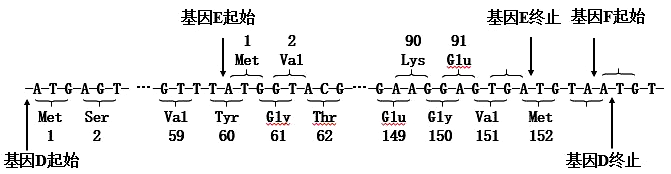 基因E起始 基因E终止 基因F起始
1 2 90 91
Met Val Lys Glu
-A-T-G-A-G-T- ··· -G-T-T-T-A-T-G-G-T-A-C-G- ··· -G-A-A-G-G-A-G-T-G-A-T-G-T-A-A-T-G-T-
Met Ser Val Tyr Gly Thr Glu Gly Val Met
1 2 59 60 61 62 149 150 151 152
基因D起始 基因D终止